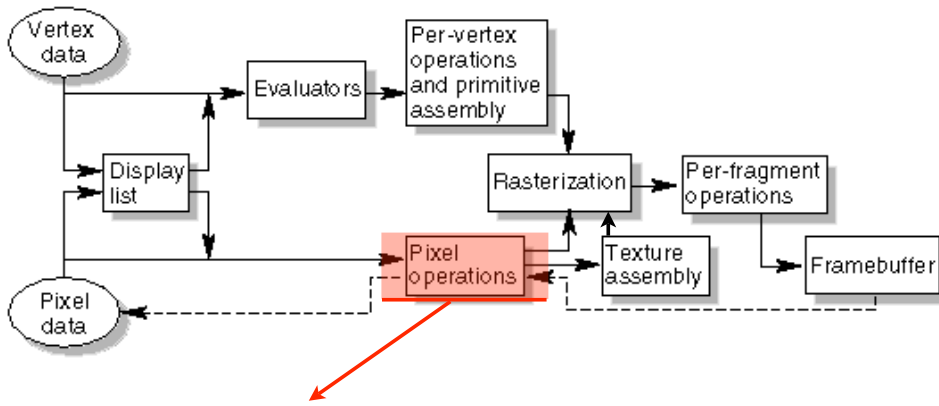 Vertex
data
Evaluators
Per-vertex
operations
and primitive
assembly
Display
list
Rasterization
Per-fragment
operations
Pixel
operations
Texture
assembly
Framebuffer
Pixel
data